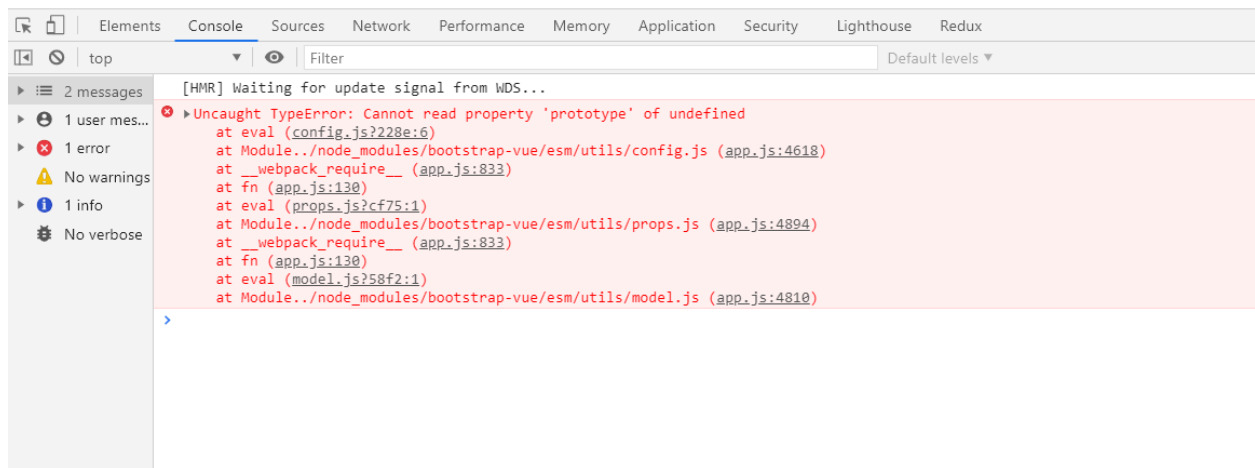 Elements Console Sources Network Performance Memory Application Security Lighthouse Redux
top Filter Default levels
2 messages
1 user mes...
1 error
No warnings
1 info
No verbose
[HMR] Waiting for update signal from WDS...
Uncaught TypeError: Cannot read property 'prototype' of undefined
at eval (config.js?228e:6)
at Module../node_modules/bootstrap-vue/esm/utils/config.js (app.js:4618)
at __webpack_require__ (app.js:833)
at fn (app.js:130)
at eval (props.js?cf75:1)
at Module../node_modules/bootstrap-vue/esm/utils/props.js (app.js:4894)
at __webpack_require__ (app.js:833)
at fn (app.js:130)
at eval (model.js?58f2:1)
at Module../node_modules/bootstrap-vue/esm/utils/model.js (app.js:4810)